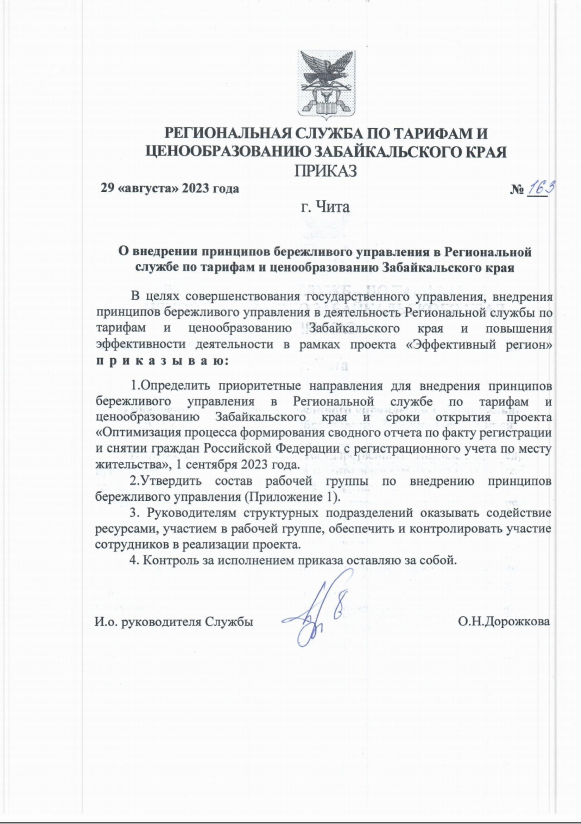 РЕГИОНАЛЬНАЯ СЛУЖБА ПО ТАРИФАМ И
ЦЕНООБРАЗОВАНИЮ ЗАБАЙКАЛЬСКОГО КРАЯ
ПРИКАЗ
29 «августа» 2023 года № 163
г. Чита
О внедрении принципов бережливого управления в Региональной
службе по тарифам и ценообразованию Забайкальского края
В целях совершенствования государственного управления, внедрения
принципов бережливого управления в деятельность Региональной службы по
тарифам и ценообразованию Забайкальского края и повышения
эффективности деятельности в рамках проекта «Эффективный регион»
п р и к а з ы в а ю:
1.Определить приоритетные направления для внедрения принципов
бережливого управления в Региональной службе по тарифам и
ценообразованию Забайкальского края и сроки открытия проекта
«Оптимизация процесса формирования сводного отчета по факту регистрации
и снятии граждан Российской Федерации с регистрационного учета по месту
жительства», 1 сентября 2023 года.
2.Утвердить состав рабочей группы по внедрению принципов
бережливого управления (Приложение 1).
3. Руководителям структурных подразделений оказывать содействие
ресурсами, участием в рабочей группе, обеспечить и контролировать участие
сотрудников в реализации проекта.
4. Контроль за исполнением приказа оставляю за собой.
И.о. руководителя Службы О.Н.Дорожкова